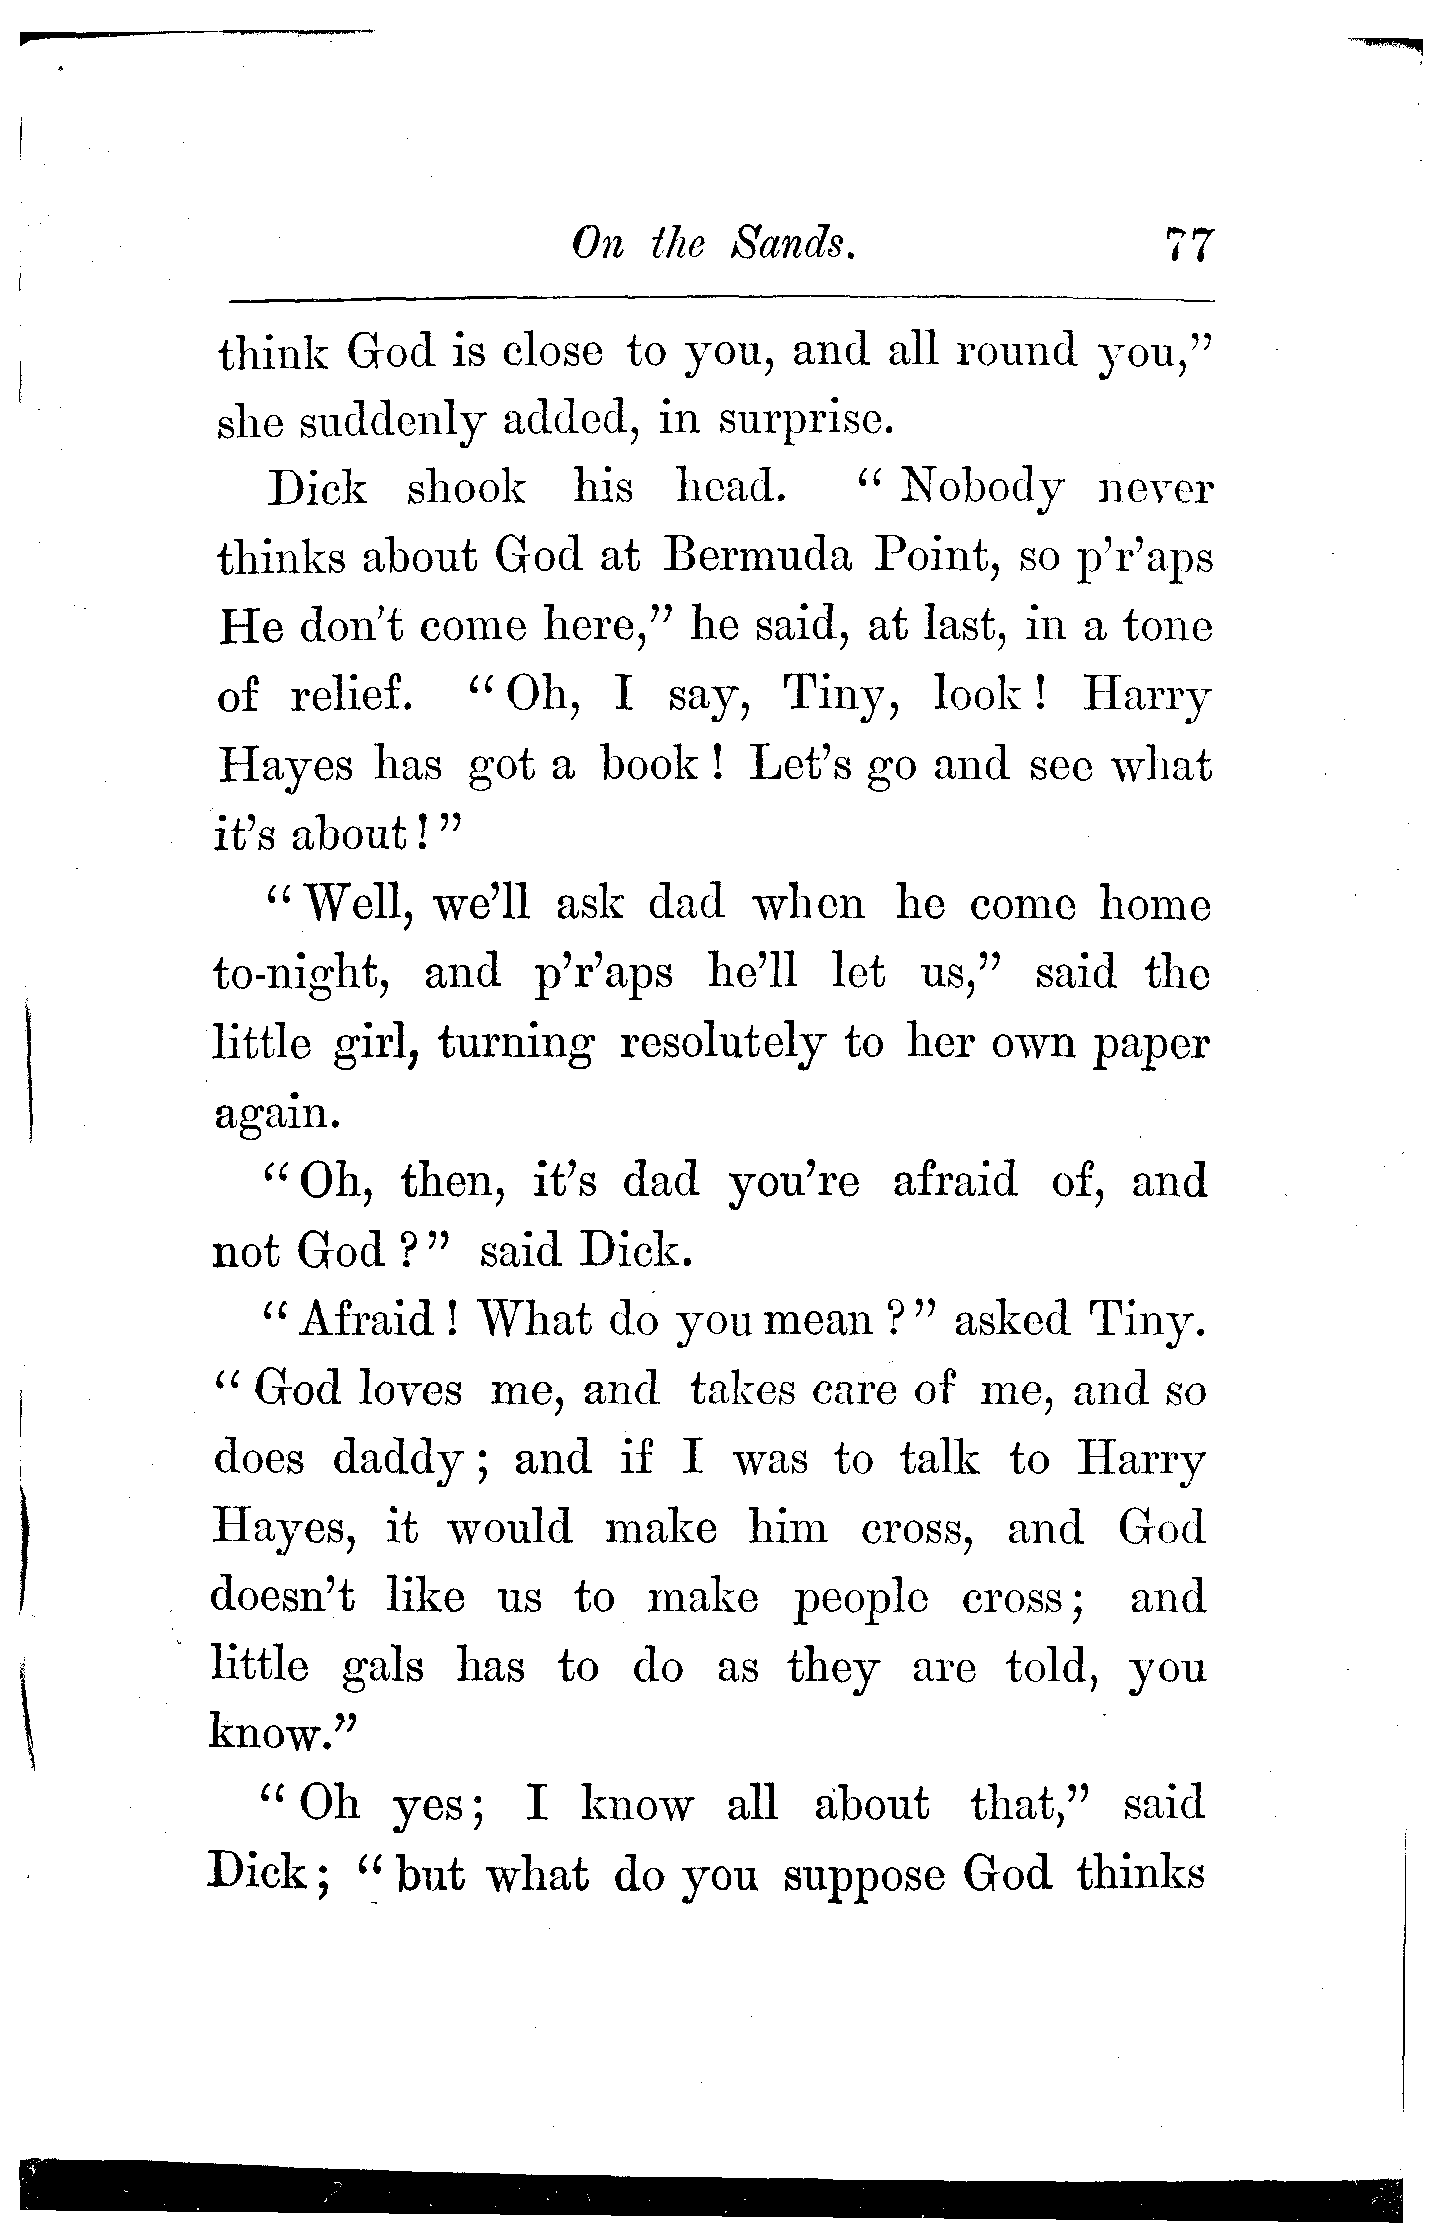 On the Sands. 77
think God is close to you, and all round you,”
she suddenly added, in surprise.
Dick shook his head. “Nobody never
thinks about God at Bermuda Point, so p’r’aps
He don’t come here,” he said, at last, in a tone
of relief. “Oh, I say, Tiny, look! Harry
Hayes has got a book! Let’s go and see what
it’s about!”
“Well, we’ll ask dad when he come home
to-night, and p’r’aps he’ll let us,” said the
little girl, turning resolutely to her own paper
again.
“Oh, then, it’s dad you’re afraid of, and
not God?” said Dick.
“Afraid! What do you mean?” asked Tiny.
“God loves me, and takes care of me, and so
does daddy; and if I was to talk to Harry
Hayes, it would make him cross, and God
doesn’t like us to make people cross; and
little gals has to do as they are told, you
know.”
“Oh yes; I know all about that,” said
Dick; “but what do you suppose God thinks